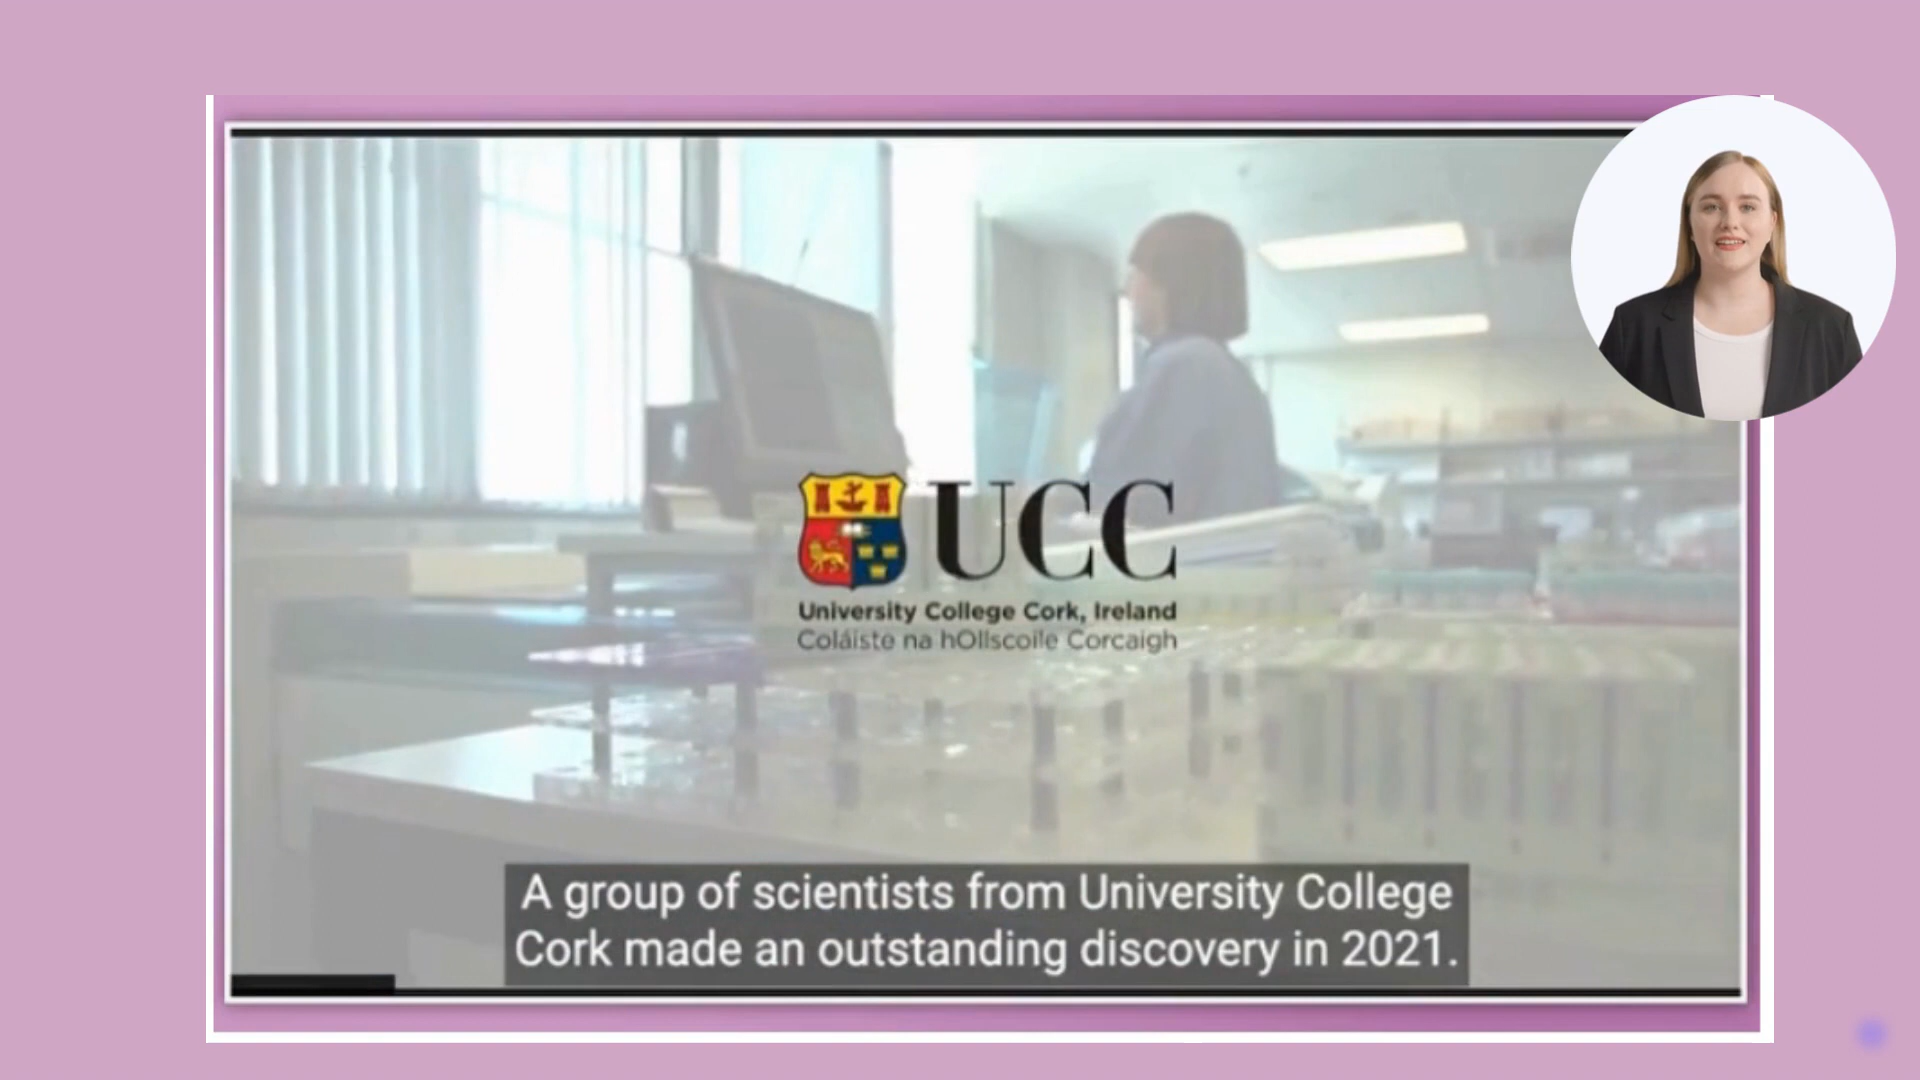 UCC
University College Cork, Ireland
Coláiste na hOllscoile Corcaigh
A group of scientists from University College
Cork made an outstanding discovery in 2021.